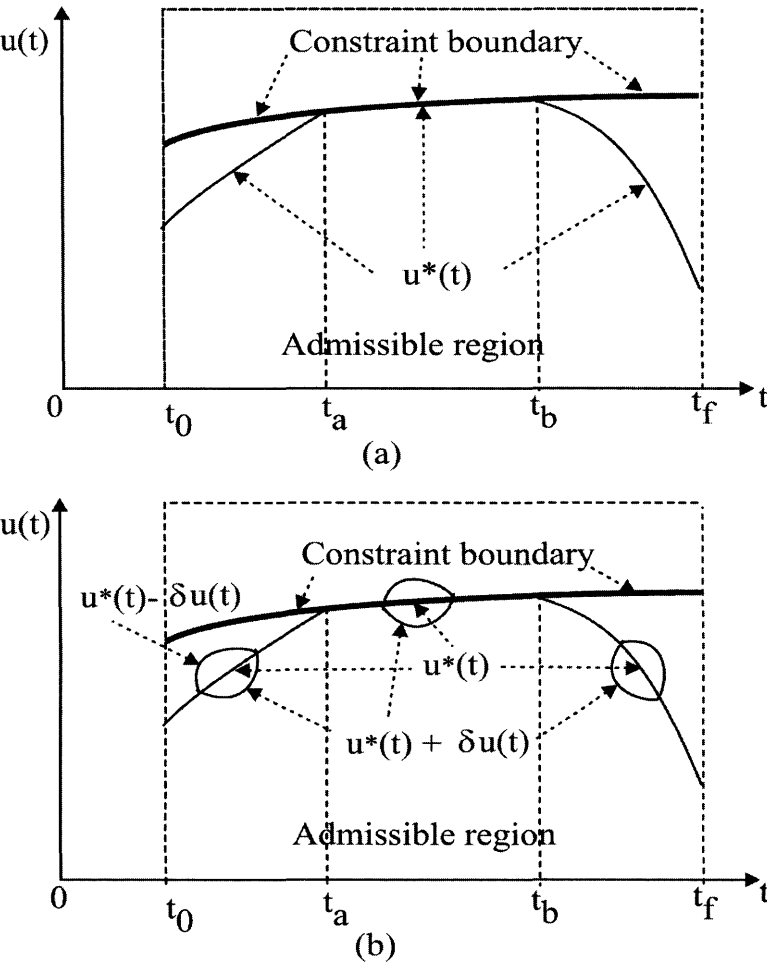 u(t)
Constraint boundary
u*(t)
Admissible region
0
t0
ta
tb
tf
t
(a)
u(t)
Constraint boundary
u*(t)- δu(t)
u*(t)
u*(t) + δu(t)
Admissible region
0
t0
ta
tb
tf
t
(b)